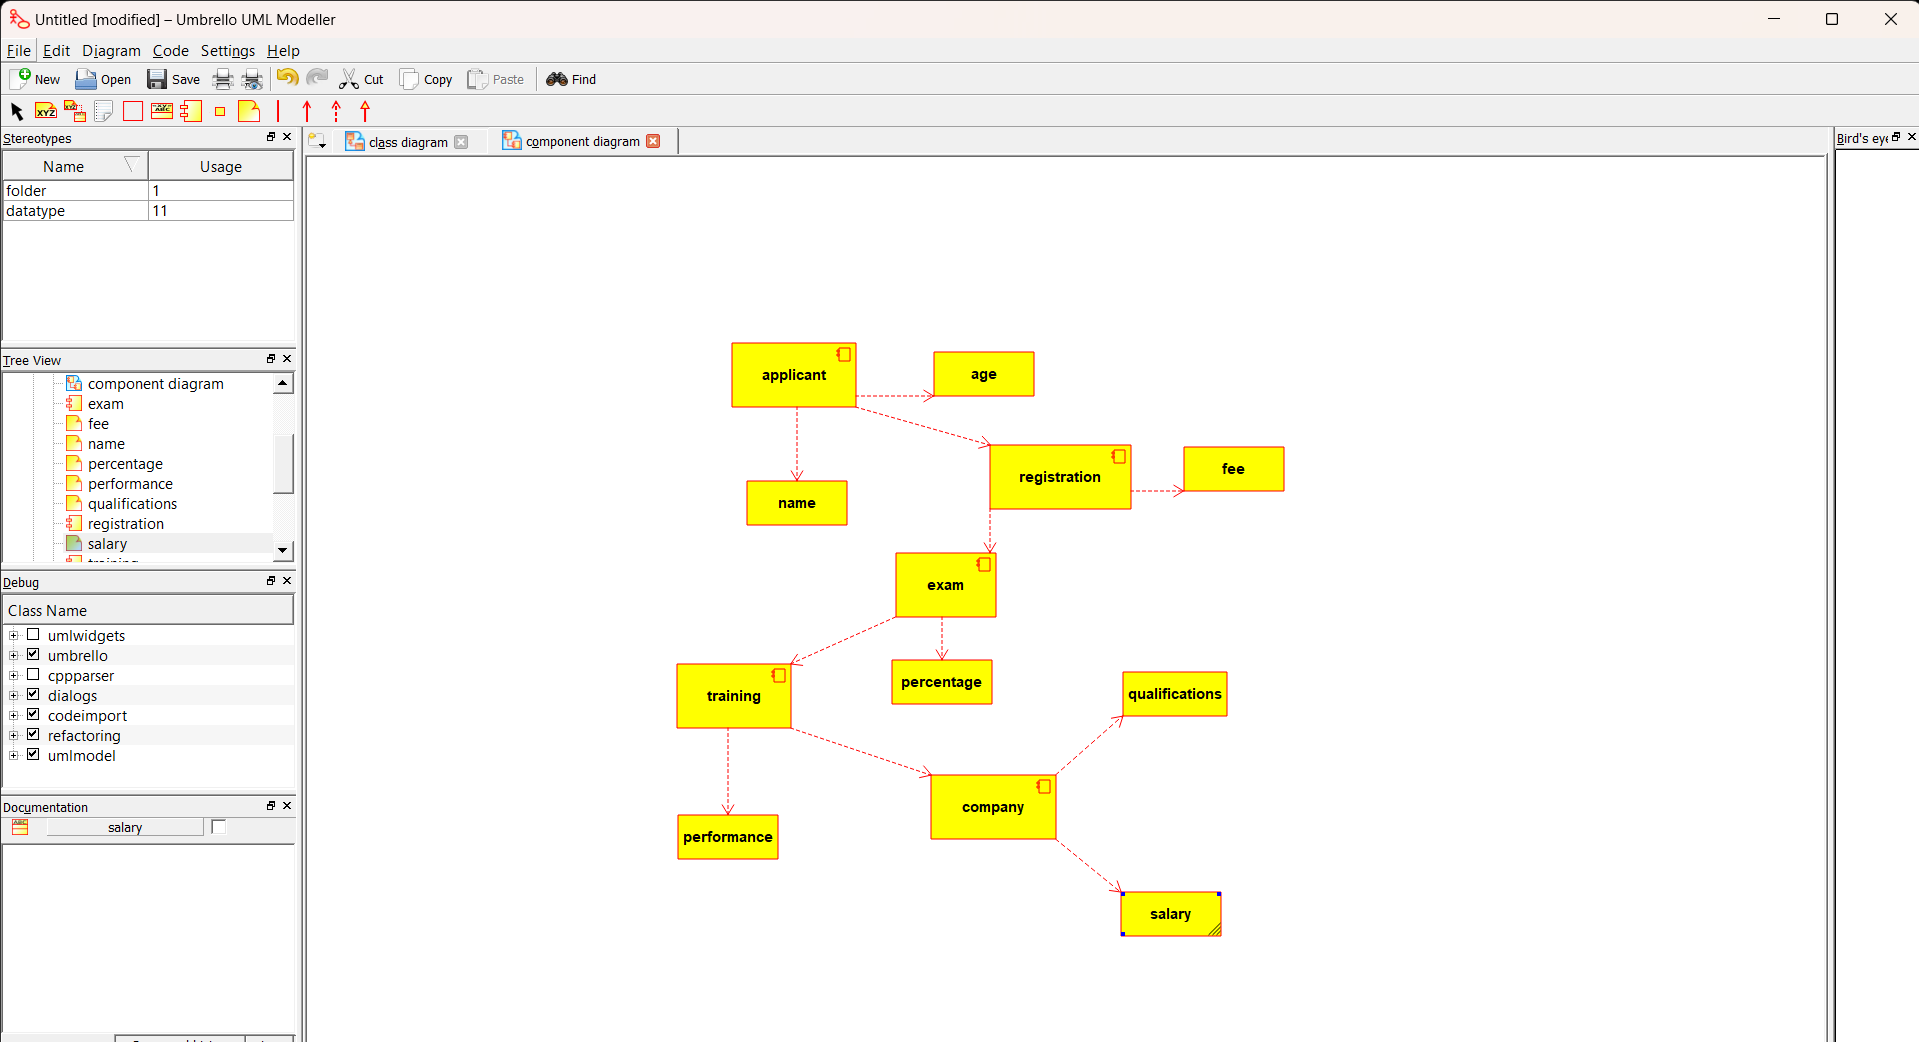 Untitled [modified] – Umbrello UML Modeller
File Edit Diagram Code Settings Help
New Open Save Cut Copy Paste Find
Stereotypes
Name Usage
folder 1
datatype 11
class diagram component diagram
Bird's eye
Tree View
component diagram
exam
fee
name
percentage
performance
qualifications
registration
salary
training
Debug
Class Name
umlwidgets
umbrello
cppparser
dialogs
codeimport
refactoring
umlmodel
Documentation
salary
applicant
age
registration
fee
name
exam
training
percentage
qualifications
company
performance
salary